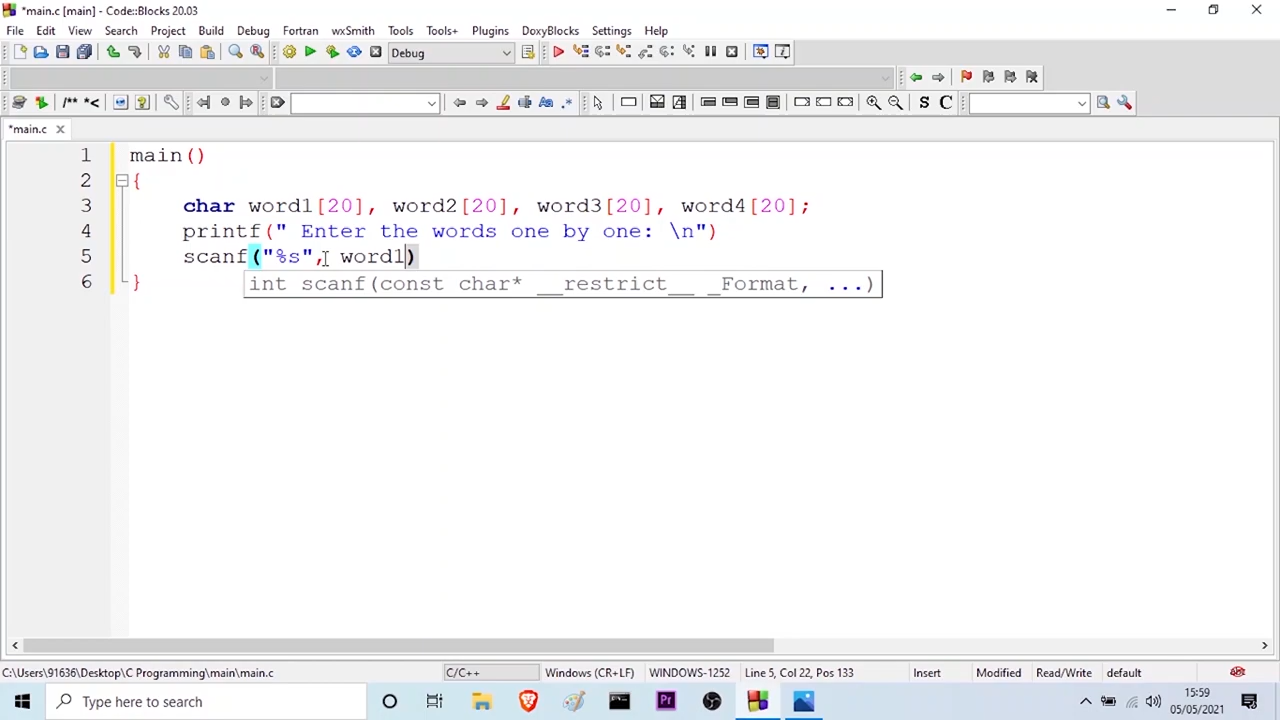 *main.c [main] - Code::Blocks 20.03
File Edit View Search Project Build Debug Fortran wxSmith Tools Tools+ Plugins DoxyBlocks Settings Help
Debug
/** *< S C
*main.c
1 main()
2 {
3 char word1[20], word2[20], word3[20], word4[20];
4 printf(" Enter the words one by one: \n")
5 scanf("%s", word1)
6 }
int scanf(const char* __restrict__ _Format, ...)
C:\Users\91636\Desktop\C Programming\main\main.c C/C++ Windows (CR+LF) WINDOWS-1252 Line 5, Col 22, Pos 133 Insert Modified Read/Write default
Type here to search
Pr
15:59
05/05/2021